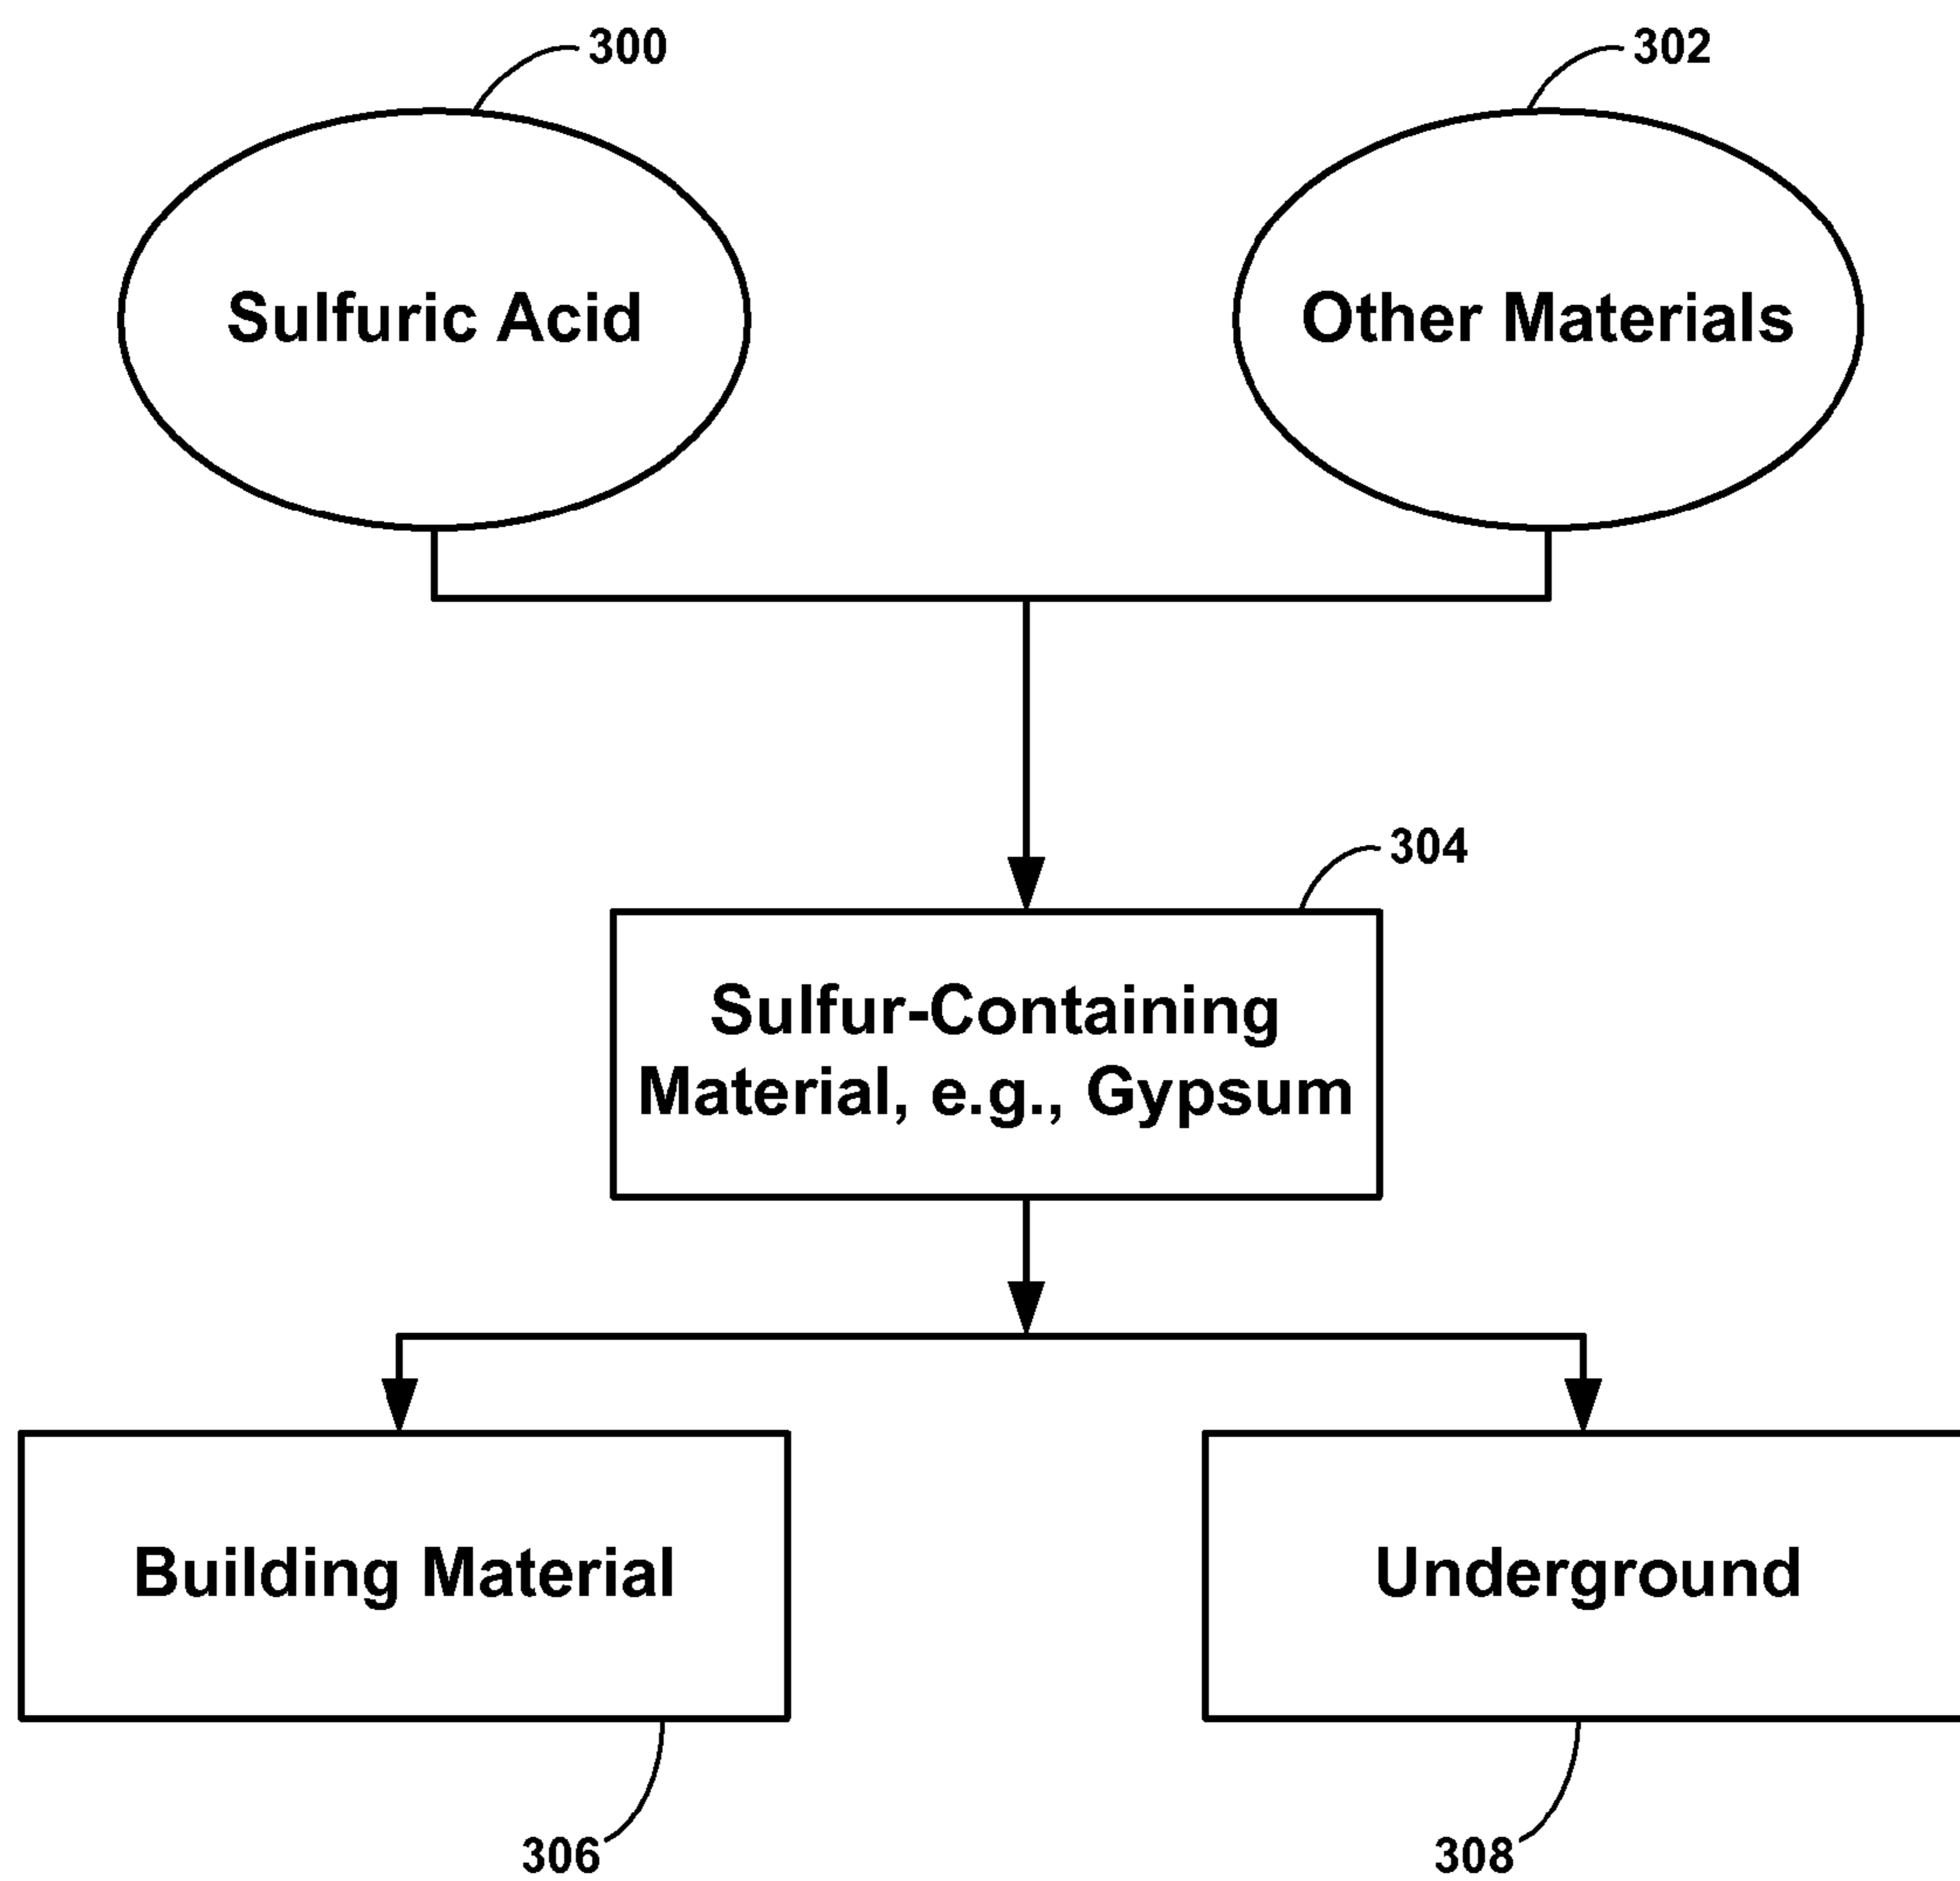 300
302
Sulfuric Acid
Other Materials
304
Sulfur-Containing
Material, e.g., Gypsum
Building Material
Underground
306
308